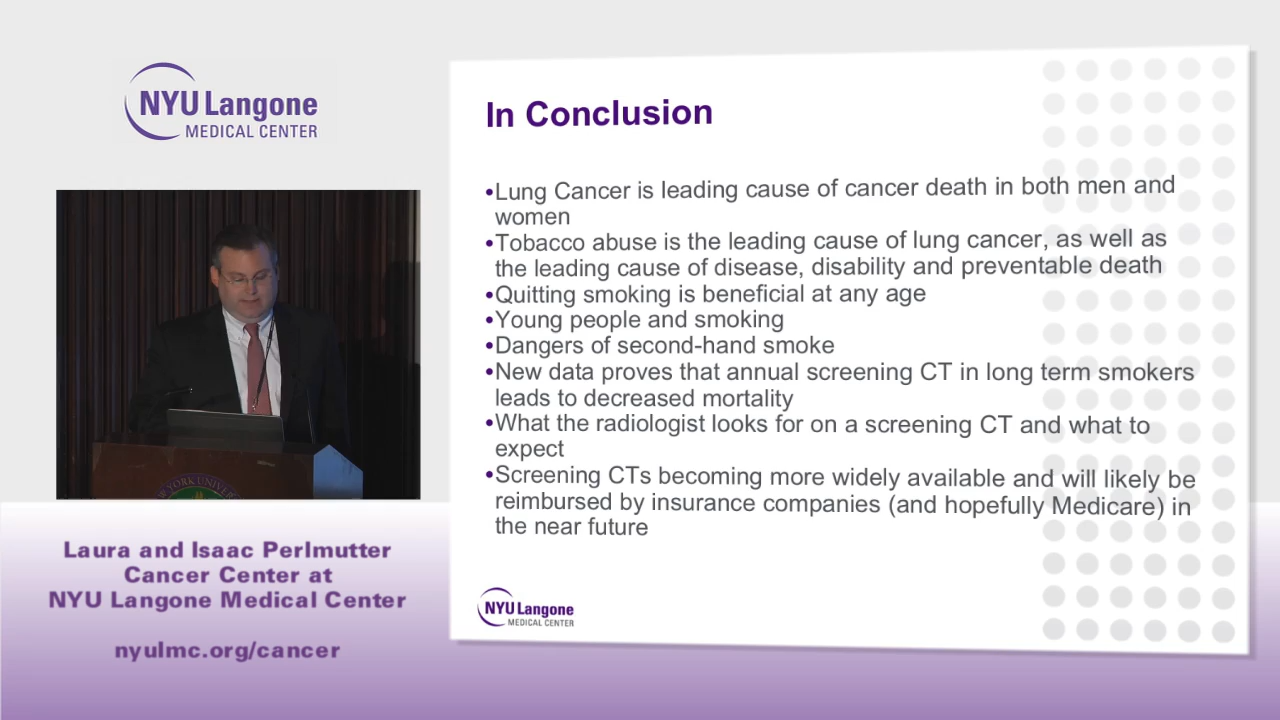 NYU Langone
MEDICAL CENTER
In Conclusion
•Lung Cancer is leading cause of cancer death in both men and
women
•Tobacco abuse is the leading cause of lung cancer, as well as
the leading cause of disease, disability and preventable death
•Quitting smoking is beneficial at any age
•Young people and smoking
•Dangers of second-hand smoke
•New data proves that annual screening CT in long term smokers
leads to decreased mortality
•What the radiologist looks for on a screening CT and what to
expect
•Screening CTs becoming more widely available and will likely be
reimbursed by insurance companies (and hopefully Medicare) in
the near future
NYU Langone
MEDICAL CENTER
Laura and Isaac Perlmutter
Cancer Center at
NYU Langone Medical Center
nyulmc.org/cancer